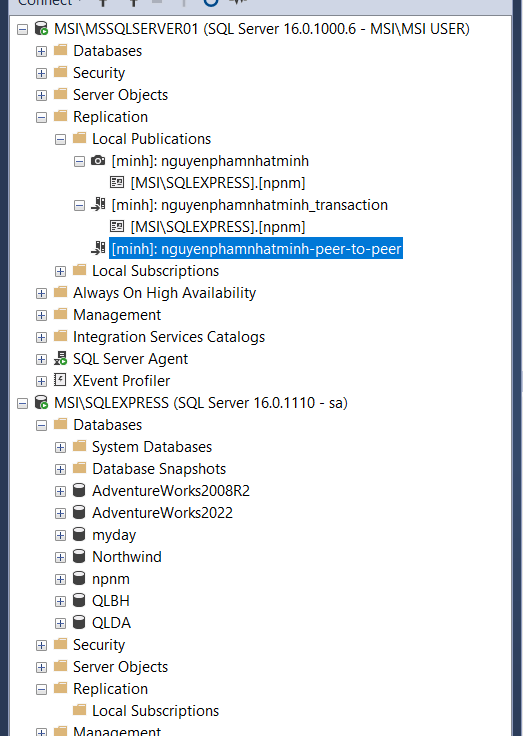 Connect
MSI\MSSQLSERVER01 (SQL Server 16.0.1000.6 - MSI\MSI USER)
Databases
Security
Server Objects
Replication
Local Publications
[minh]: nguyenphamnhatminh
[MSI\SQLEXPRESS].[npnm]
[minh]: nguyenphamnhatminh_transaction
[MSI\SQLEXPRESS].[npnm]
[minh]: nguyenphamnhatminh-peer-to-peer
Local Subscriptions
Always On High Availability
Management
Integration Services Catalogs
SQL Server Agent
XEvent Profiler
MSI\SQLEXPRESS (SQL Server 16.0.1110 - sa)
Databases
System Databases
Database Snapshots
AdventureWorks2008R2
AdventureWorks2022
myday
Northwind
npnm
QLBH
QLDA
Security
Server Objects
Replication
Local Subscriptions
Management